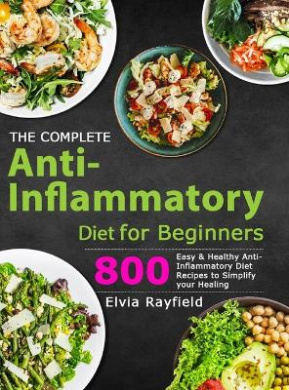 THE COMPLETE
Anti-
Inflammatory
Diet for Beginners
800
Easy & Healthy Anti-
Inflammatory Diet
Recipes to Simplify
your Healing
Elvia Rayfield